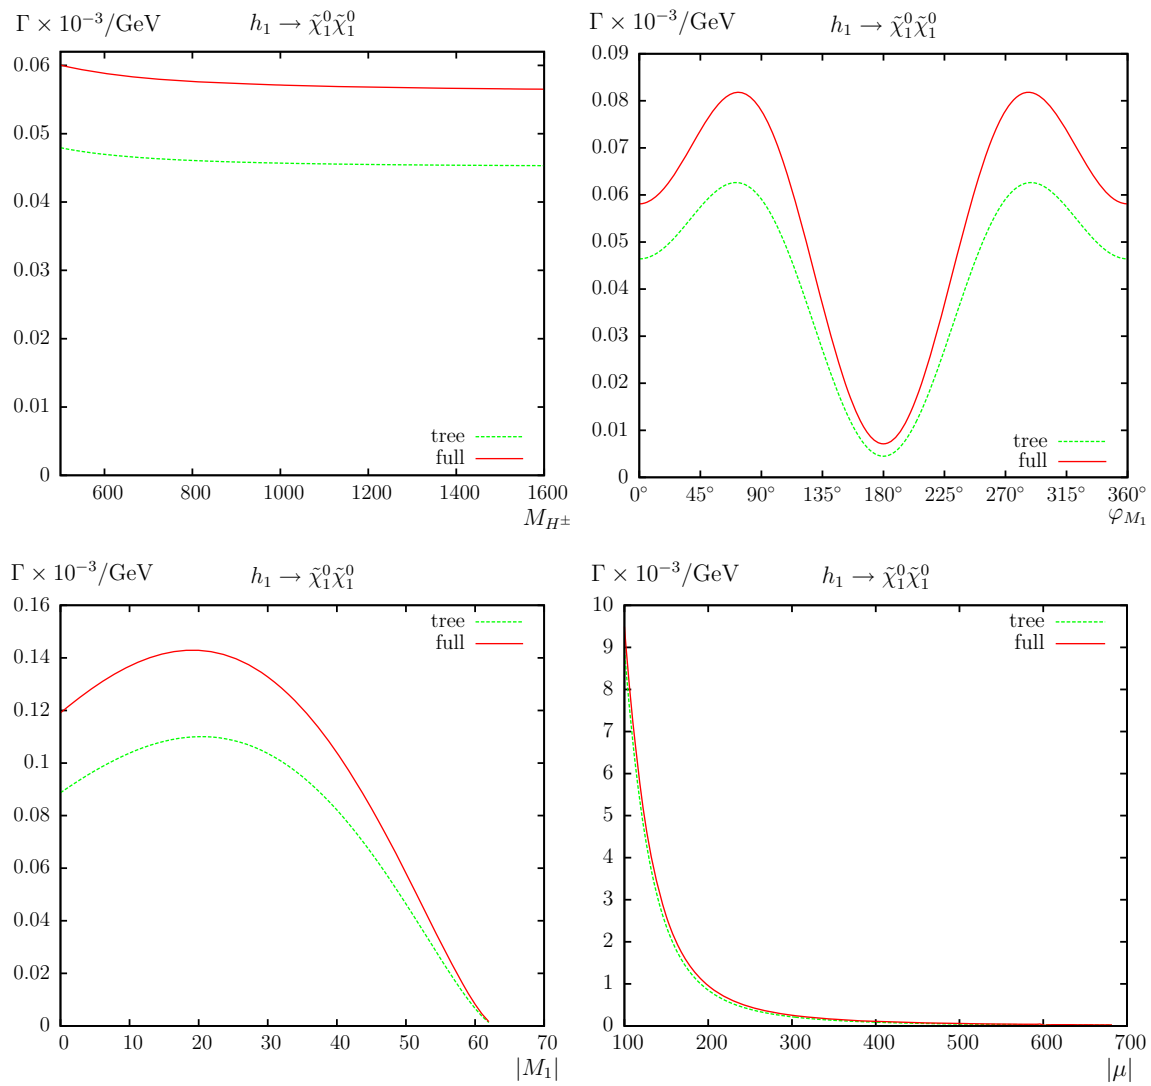 Γ × 10⁻³/GeV
h₁ → χ̃₁⁰χ̃₁⁰
0.06
0.05
0.04
0.03
0.02
0.01
0
tree
full
600 800 1000 1200 1400 1600
M_{H±}
Γ × 10⁻³/GeV
h₁ → χ̃₁⁰χ̃₁⁰
0.09
0.08
0.07
0.06
0.05
0.04
0.03
0.02
0.01
0
tree
full
0° 45° 90° 135° 180° 225° 270° 315° 360°
φ_{M₁}
Γ × 10⁻³/GeV
h₁ → χ̃₁⁰χ̃₁⁰
0.16
0.14
0.12
0.1
0.08
0.06
0.04
0.02
0
tree
full
0 10 20 30 40 50 60 70
|M₁|
Γ × 10⁻³/GeV
h₁ → χ̃₁⁰χ̃₁⁰
10
9
8
7
6
5
4
3
2
1
0
tree
full
100 200 300 400 500 600 700
|μ|